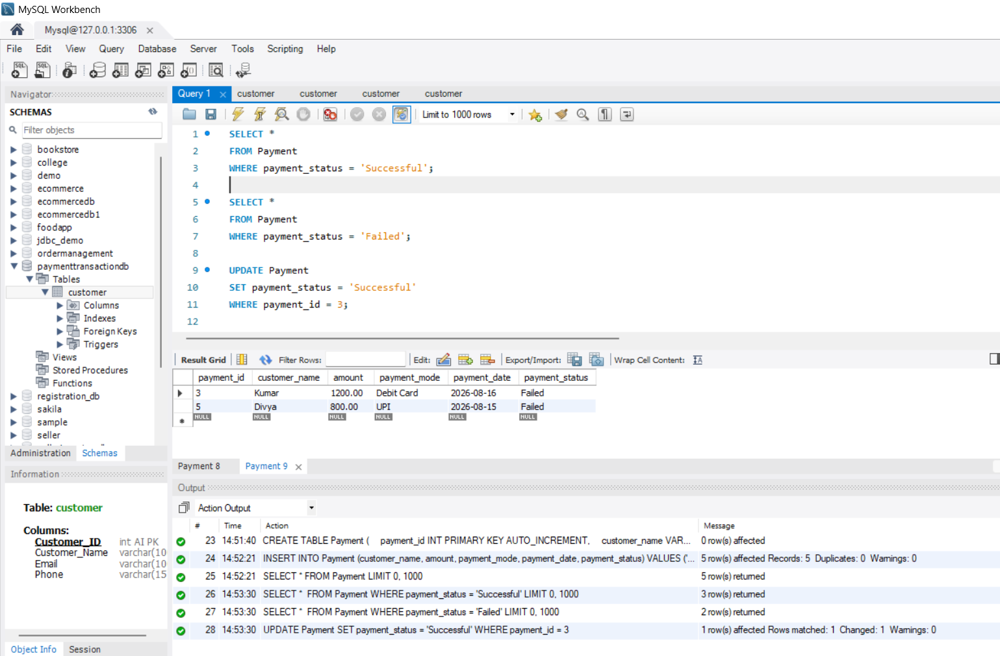 MySQL Workbench
Mysql@127.0.0.1:3306
File Edit View Query Database Server Tools Scripting Help
Navigator
SCHEMAS
Filter objects
bookstore
college
demo
ecommerce
ecommercedb
ecommercedb1
foodapp
jdbc_demo
ordermanagement
paymenttransactiondb
Tables
customer
Columns
Indexes
Foreign Keys
Triggers
Views
Stored Procedures
Functions
registration_db
sakila
sample
seller
Administration Schemas
Information
Table: customer
Columns:
Customer_ID int AI PK
Customer_Name varchar(10
Email varchar(10
Phone varchar(15
Object Info Session
Query 1 customer customer customer customer
Limit to 1000 rows
1 SELECT *
2 FROM Payment
3 WHERE payment_status = 'Successful';
4
5 SELECT *
6 FROM Payment
7 WHERE payment_status = 'Failed';
8
9 UPDATE Payment
10 SET payment_status = 'Successful'
11 WHERE payment_id = 3;
12
Result Grid Filter Rows: Edit: Export/Import: Wrap Cell Content:
payment_id customer_name amount payment_mode payment_date payment_status
3 Kumar 1200.00 Debit Card 2026-08-16 Failed
5 Divya 800.00 UPI 2026-08-15 Failed
NULL NULL NULL NULL NULL NULL
Payment 8 Payment 9
Output
Action Output
# Time Action Message
23 14:51:40 CREATE TABLE Payment ( payment_id INT PRIMARY KEY AUTO_INCREMENT, customer_name VAR... 0 row(s) affected
24 14:52:21 INSERT INTO Payment (customer_name, amount, payment_mode, payment_date, payment_status) VALUES ('... 5 row(s) affected Records: 5 Duplicates: 0 Warnings: 0
25 14:52:21 SELECT * FROM Payment LIMIT 0, 1000 5 row(s) returned
26 14:53:30 SELECT * FROM Payment WHERE payment_status = 'Successful' LIMIT 0, 1000 3 row(s) returned
27 14:53:30 SELECT * FROM Payment WHERE payment_status = 'Failed' LIMIT 0, 1000 2 row(s) returned
28 14:53:30 UPDATE Payment SET payment_status = 'Successful' WHERE payment_id = 3 1 row(s) affected Rows matched: 1 Changed: 1 Warnings: 0